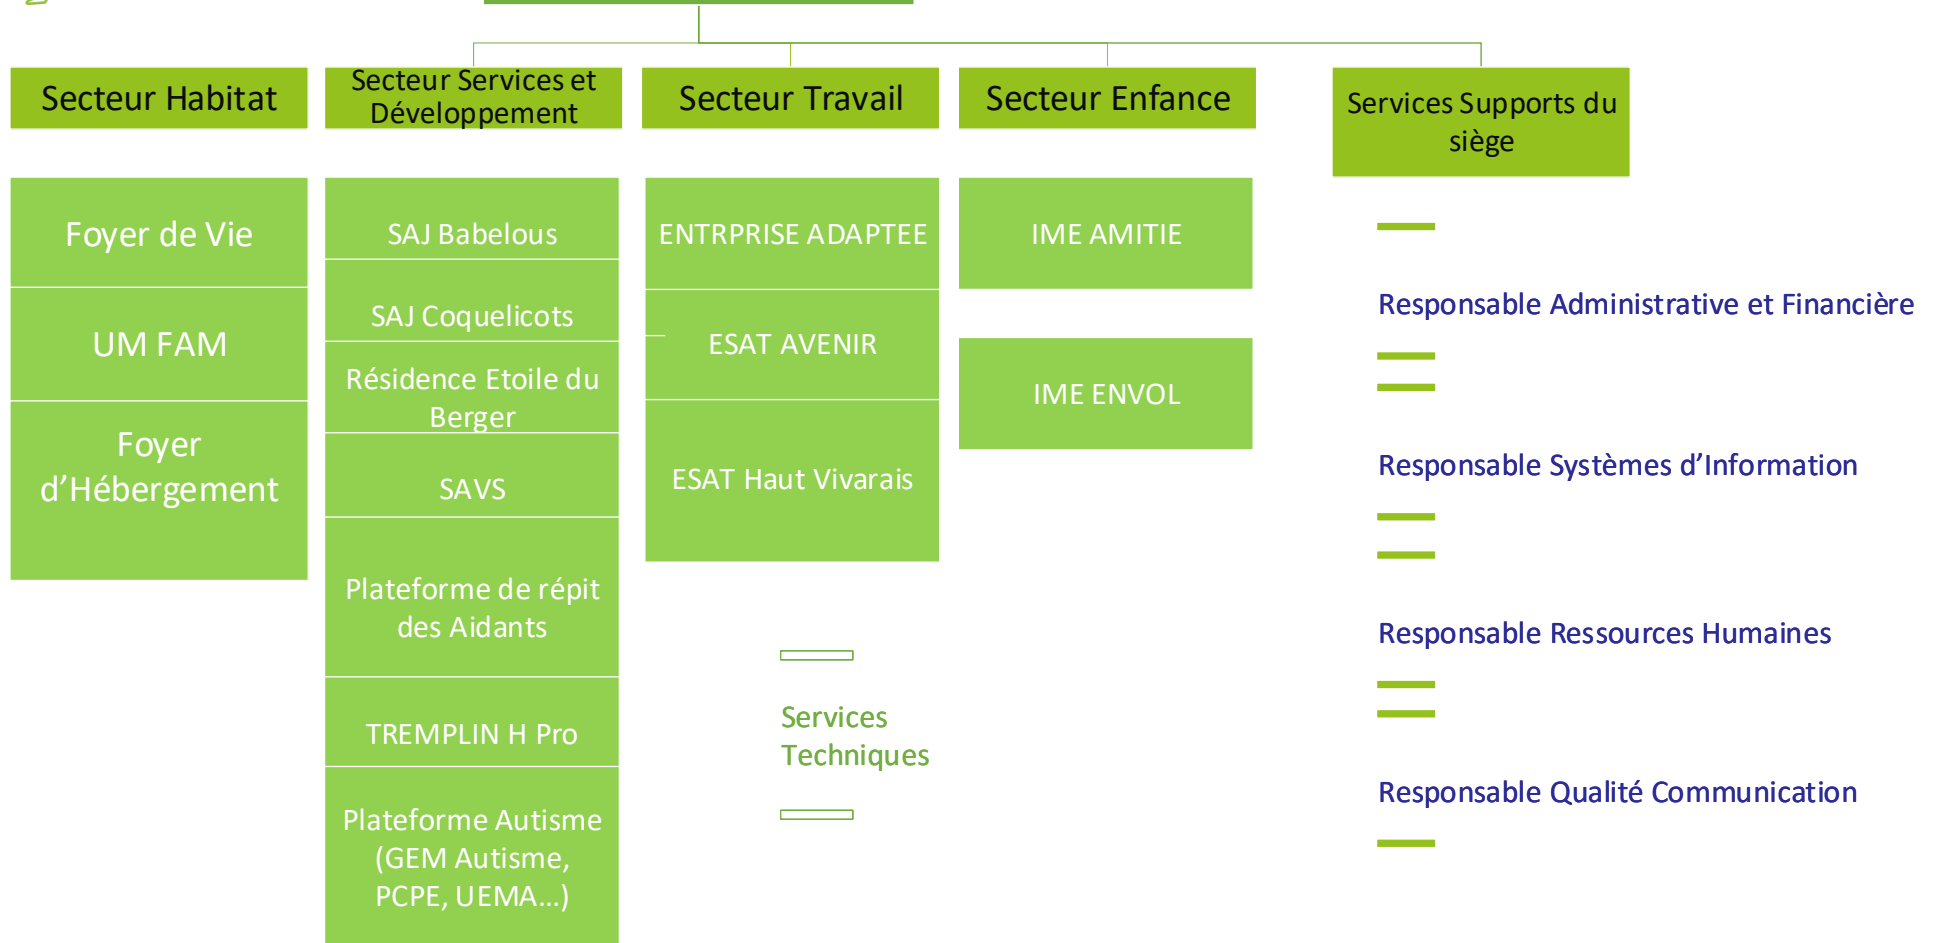 Secteur Habitat
Foyer de Vie
UM FAM
Foyer
d’Hébergement
Secteur Services et
Développement
SAJ Babelous
SAJ Coquelicots
Résidence Etoile du
Berger
SAVS
Plateforme de répit
des Aidants
TREMPLIN H Pro
Plateforme Autisme
(GEM Autisme,
PCPE, UEMA…)
Secteur Travail
ENTRPRISE ADAPTEE
ESAT AVENIR
ESAT Haut Vivarais
Services
Techniques
Secteur Enfance
IME AMITIE
IME ENVOL
Services Supports du
siège
Responsable Administrative et Financière
Responsable Systèmes d’Information
Responsable Ressources Humaines
Responsable Qualité Communication